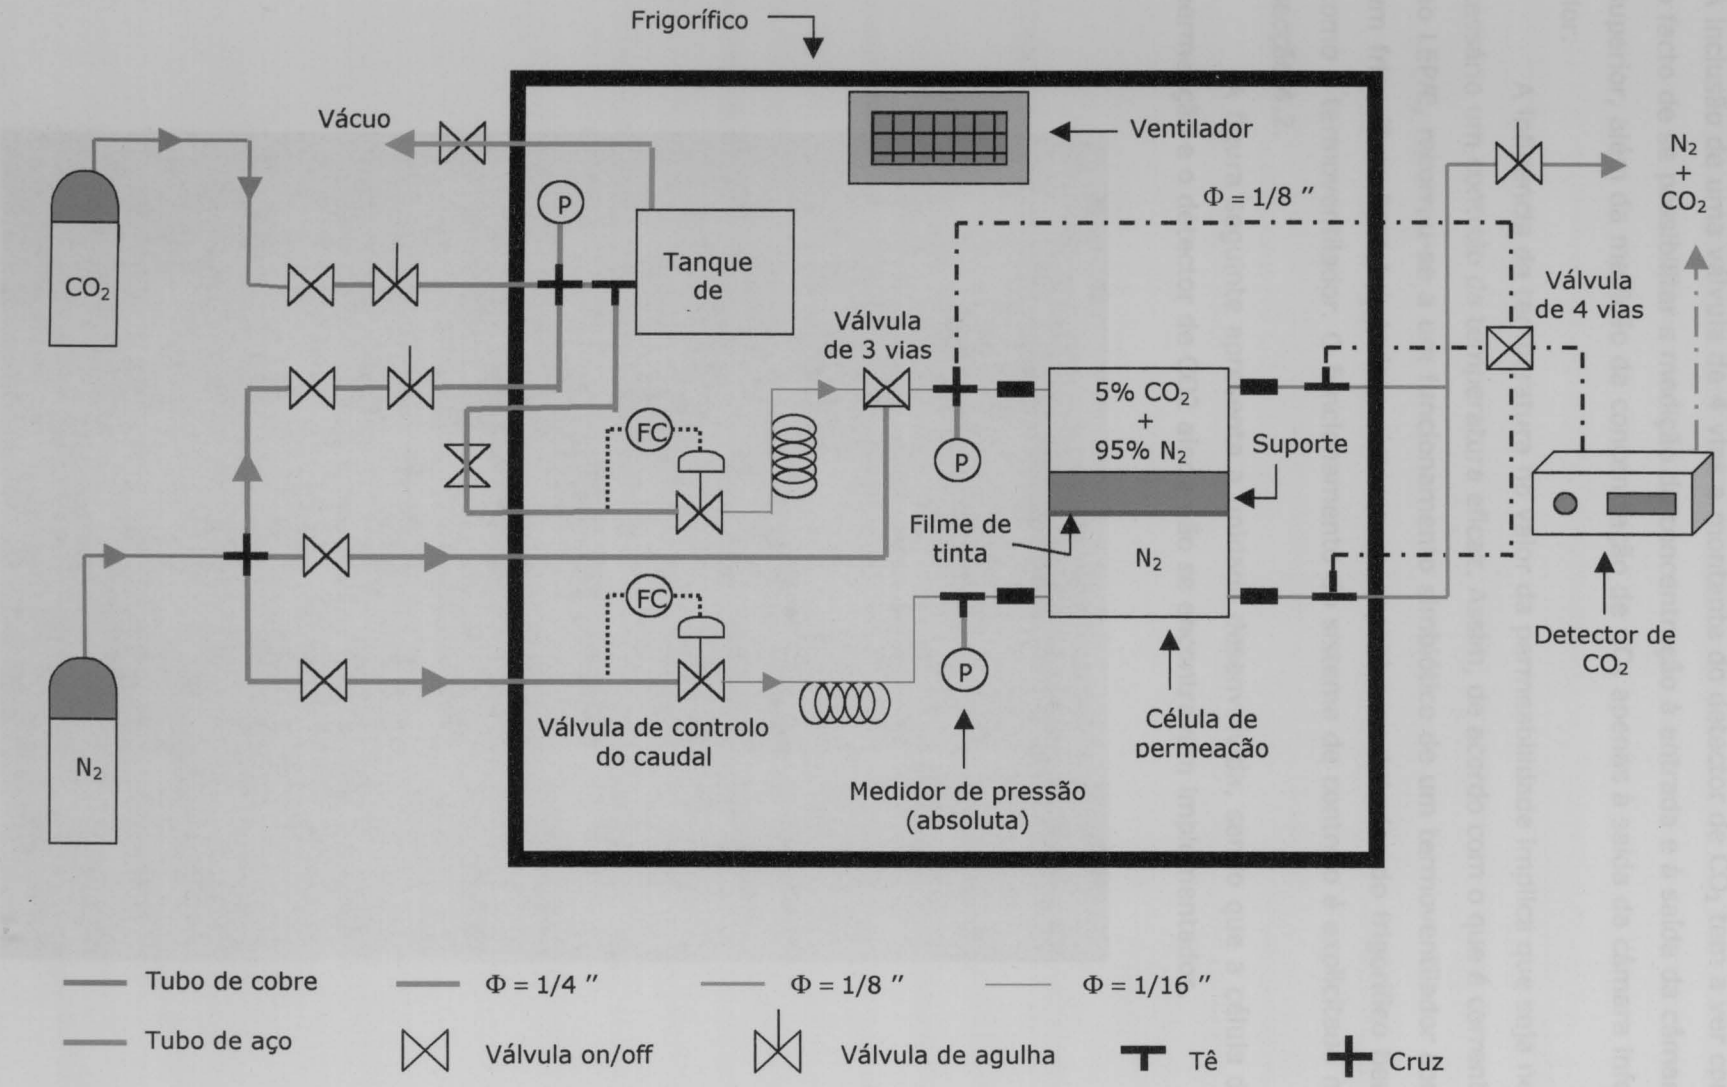 Frigorífico
Vácuo
Ventilador
N₂
+
CO₂
Φ = 1/8 ”
P
CO₂
Tanque
de
Válvula
de 3 vias
Válvula
de 4 vias
5% CO₂
+
95% N₂
FC
P
Suporte
Filme de
tinta
N₂
FC
P
Detector de
CO₂
Válvula de controlo
do caudal
Célula de
permeação
N₂
Medidor de pressão
(absoluta)
Tubo de cobre
Φ = 1/4 ”
Φ = 1/8 ”
Φ = 1/16 ”
Tubo de aço
Válvula on/off
Válvula de agulha
Tê
Cruz